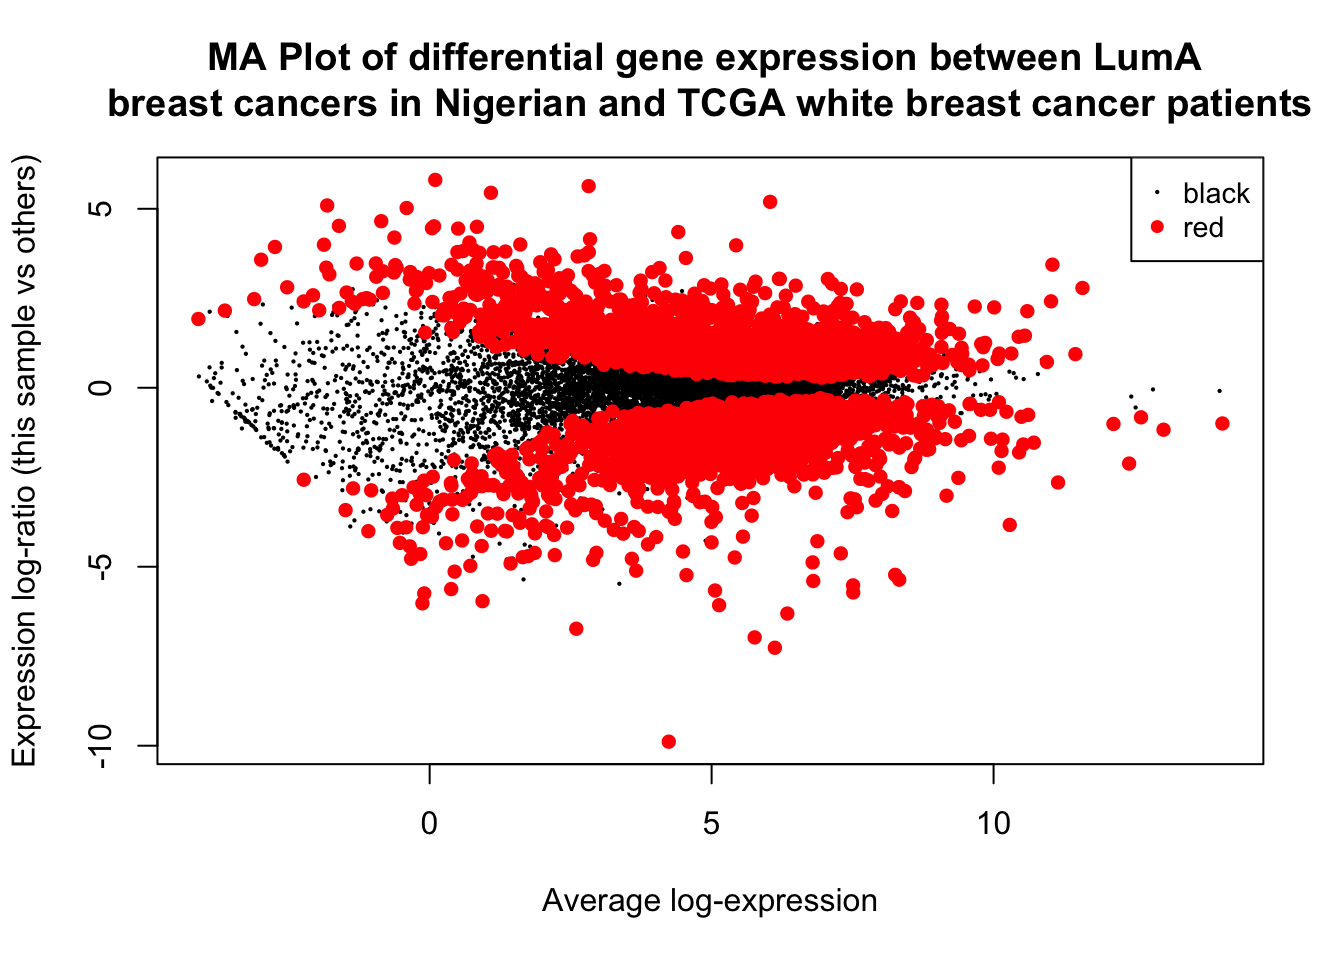 MA Plot of differential gene expression between LumA
breast cancers in Nigerian and TCGA white breast cancer patients
Expression log-ratio (this sample vs others)
5
0
-5
-10
black
red
0
5
10
Average log-expression